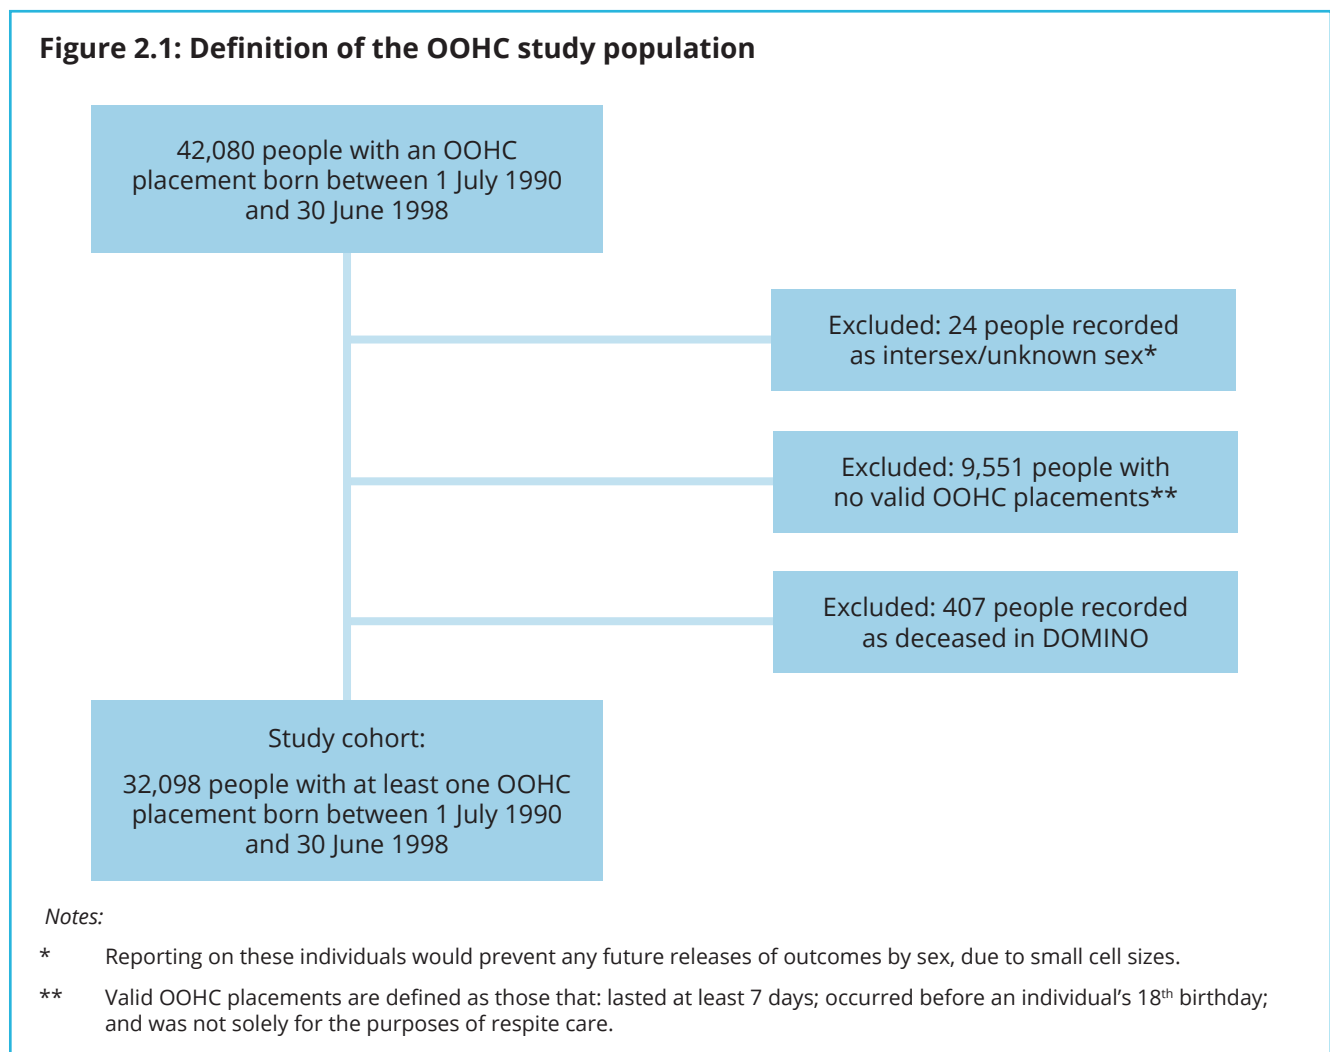 Figure 2.1: Definition of the OOHC study population
42,080 people with an OOHC
placement born between 1 July 1990
and 30 June 1998
Excluded: 24 people recorded
as intersex/unknown sex*
Excluded: 9,551 people with
no valid OOHC placements**
Excluded: 407 people recorded
as deceased in DOMINO
Study cohort:
32,098 people with at least one OOHC
placement born between 1 July 1990
and 30 June 1998
Notes:
* Reporting on these individuals would prevent any future releases of outcomes by sex, due to small cell sizes.
** Valid OOHC placements are defined as those that: lasted at least 7 days; occurred before an individual’s 18th birthday;
and was not solely for the purposes of respite care.